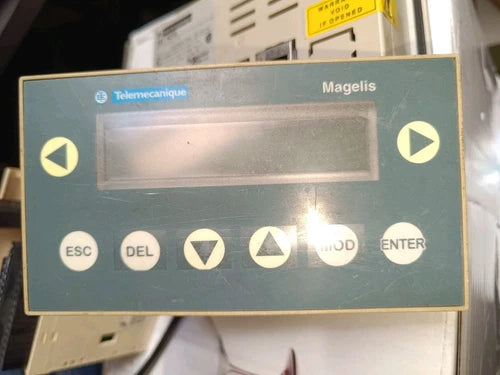 WARRANTY
VOID
IF OPENED
Telemecanique
Magelis
ESC
DEL
MOD
ENTER